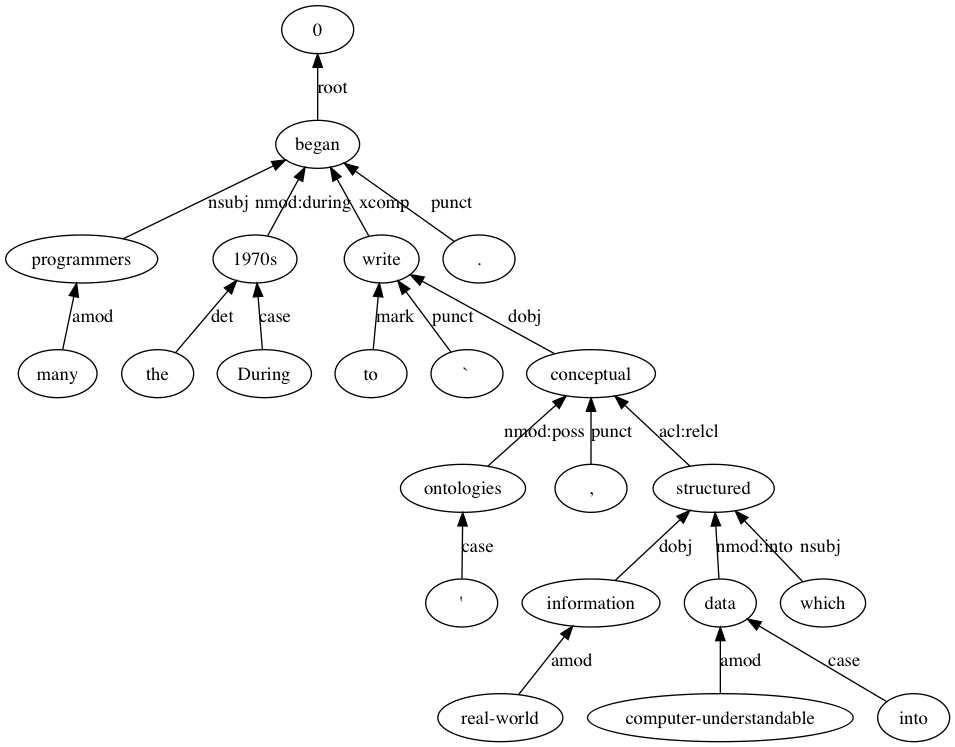 0
root
began
nsubj nmod:during xcomp punct
programmers 1970s write .
amod det case mark punct dobj
many the During to ` conceptual
nmod:poss punct acl:relcl
ontologies , structured
case dobj nmod:into nsubj
' information data which
amod amod case
real-world computer-understandable into